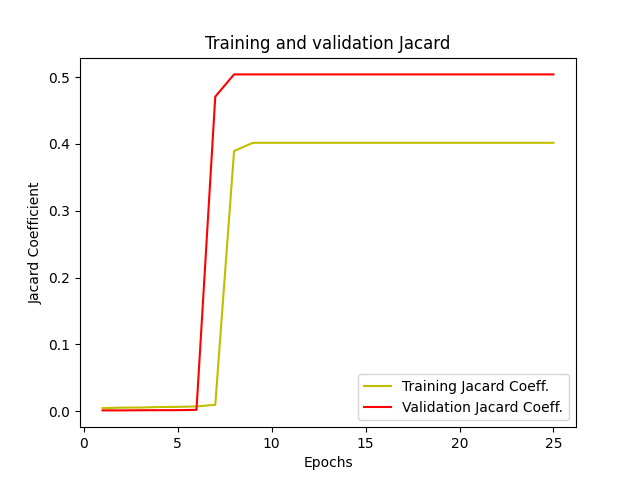 Training and validation Jacard
0.5
0.4
0.3
0.2
0.1
0.0
Jacard Coefficient
Training Jacard Coeff.
Validation Jacard Coeff.
0
5
10
15
20
25
Epochs